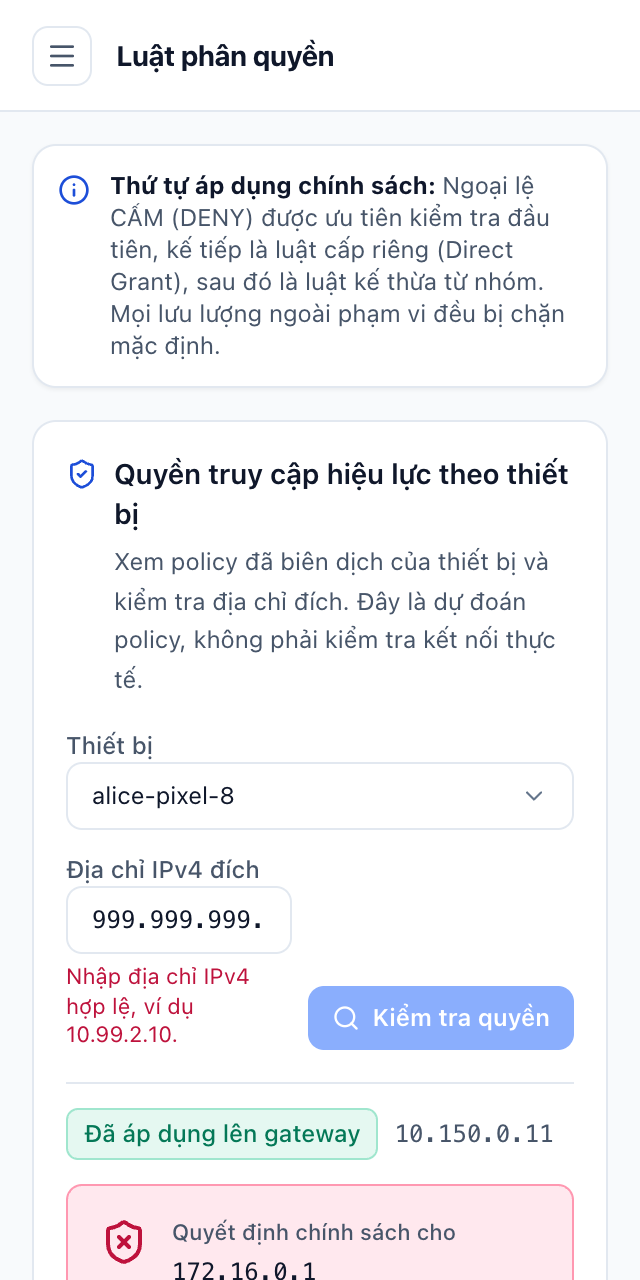 Luật phân quyền
Thứ tự áp dụng chính sách: Ngoại lệ
CẤM (DENY) được ưu tiên kiểm tra đầu
tiên, kế tiếp là luật cấp riêng (Direct
Grant), sau đó là luật kế thừa từ nhóm.
Mọi lưu lượng ngoài phạm vi đều bị chặn
mặc định.
Quyền truy cập hiệu lực theo thiết
bị
Xem policy đã biên dịch của thiết bị và
kiểm tra địa chỉ đích. Đây là dự đoán
policy, không phải kiểm tra kết nối thực
tế.
Thiết bị
alice-pixel-8
Địa chỉ IPv4 đích
999.999.999.
Nhập địa chỉ IPv4
hợp lệ, ví dụ
10.99.2.10.
Kiểm tra quyền
Đã áp dụng lên gateway 10.150.0.11
Quyết định chính sách cho
172.16.0.1